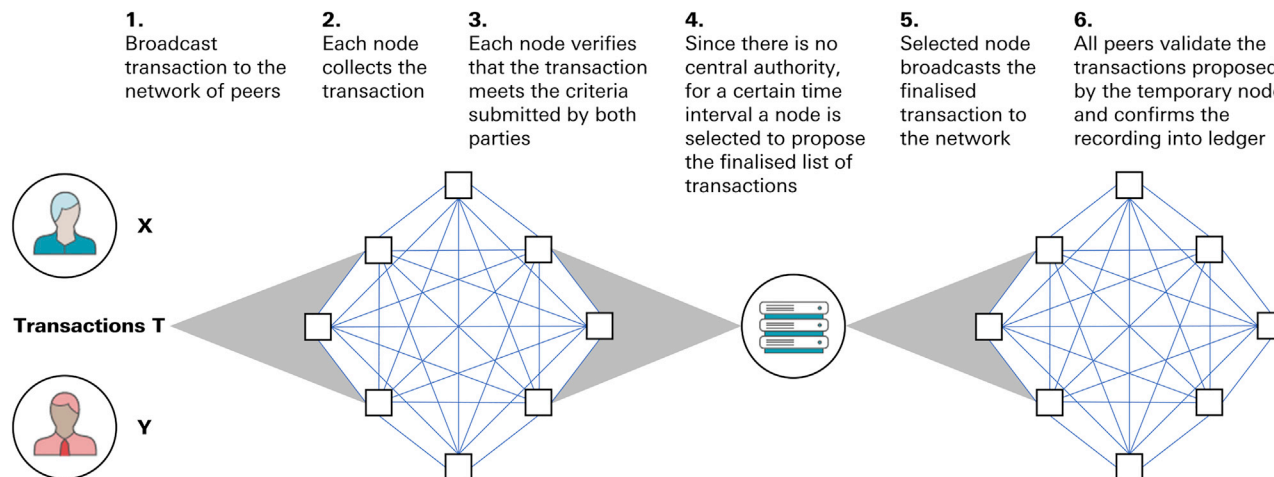 1.
Broadcast
transaction to the
network of peers
2.
Each node
collects the
transaction
3.
Each node verifies
that the transaction
meets the criteria
submitted by both
parties
4.
Since there is no
central authority,
for a certain time
interval a node is
selected to propose
the finalised list of
transactions
5.
Selected node
broadcasts the
finalised
transaction to
the network
6.
All peers validate the
transactions proposed
by the temporary node
and confirms the
recording into ledger
X
Transactions T
Y